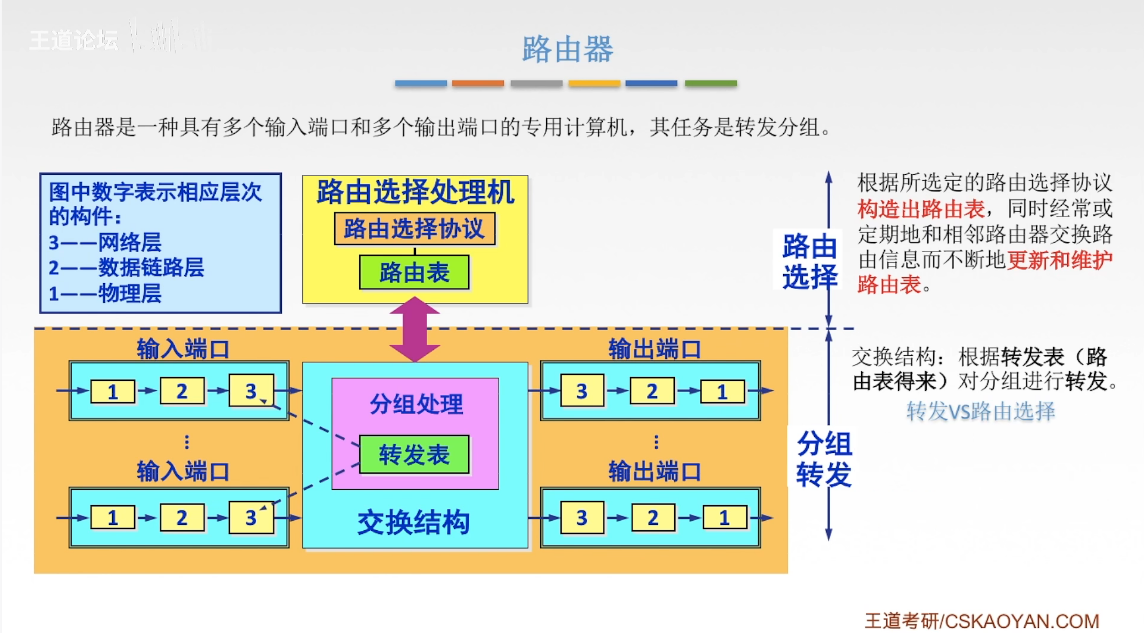 王道论坛
路由器
路由器是一种具有多个输入端口和多个输出端口的专用计算机，其任务是转发分组。
图中数字表示相应层次
的构件：
3——网络层
2——数据链路层
1——物理层
路由选择处理机
路由选择协议
路由表
路由
选择
根据所选定的路由选择协议
构造出路由表，同时经常或
定期地和相邻路由器交换路
由信息而不断地更新和维护
路由表。
输入端口
1
2
3
⋮
输入端口
1
2
3
分组处理
转发表
交换结构
输出端口
3
2
1
⋮
输出端口
3
2
1
分组
转发
交换结构：根据转发表（路
由表得来）对分组进行转发。
转发VS路由选择
王道考研/CSKAOYAN.COM